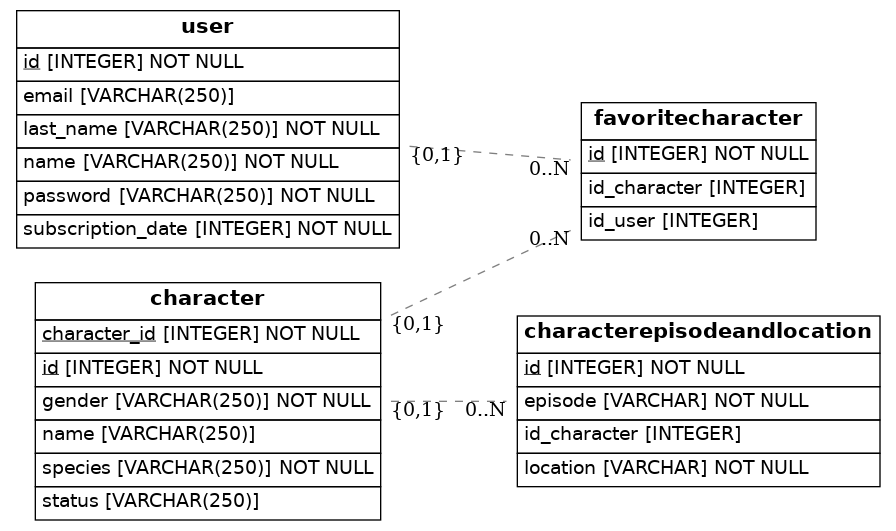 user
id [INTEGER] NOT NULL
email [VARCHAR(250)]
last_name [VARCHAR(250)] NOT NULL
name [VARCHAR(250)] NOT NULL
password [VARCHAR(250)] NOT NULL
subscription_date [INTEGER] NOT NULL
favoritecharacter
id [INTEGER] NOT NULL
id_character [INTEGER]
id_user [INTEGER]
{0,1}
0..N
0..N
{0,1}
character
character_id [INTEGER] NOT NULL
id [INTEGER] NOT NULL
gender [VARCHAR(250)] NOT NULL
name [VARCHAR(250)]
species [VARCHAR(250)] NOT NULL
status [VARCHAR(250)]
{0,1}
0..N
characterepisodeandlocation
id [INTEGER] NOT NULL
episode [VARCHAR] NOT NULL
id_character [INTEGER]
location [VARCHAR] NOT NULL